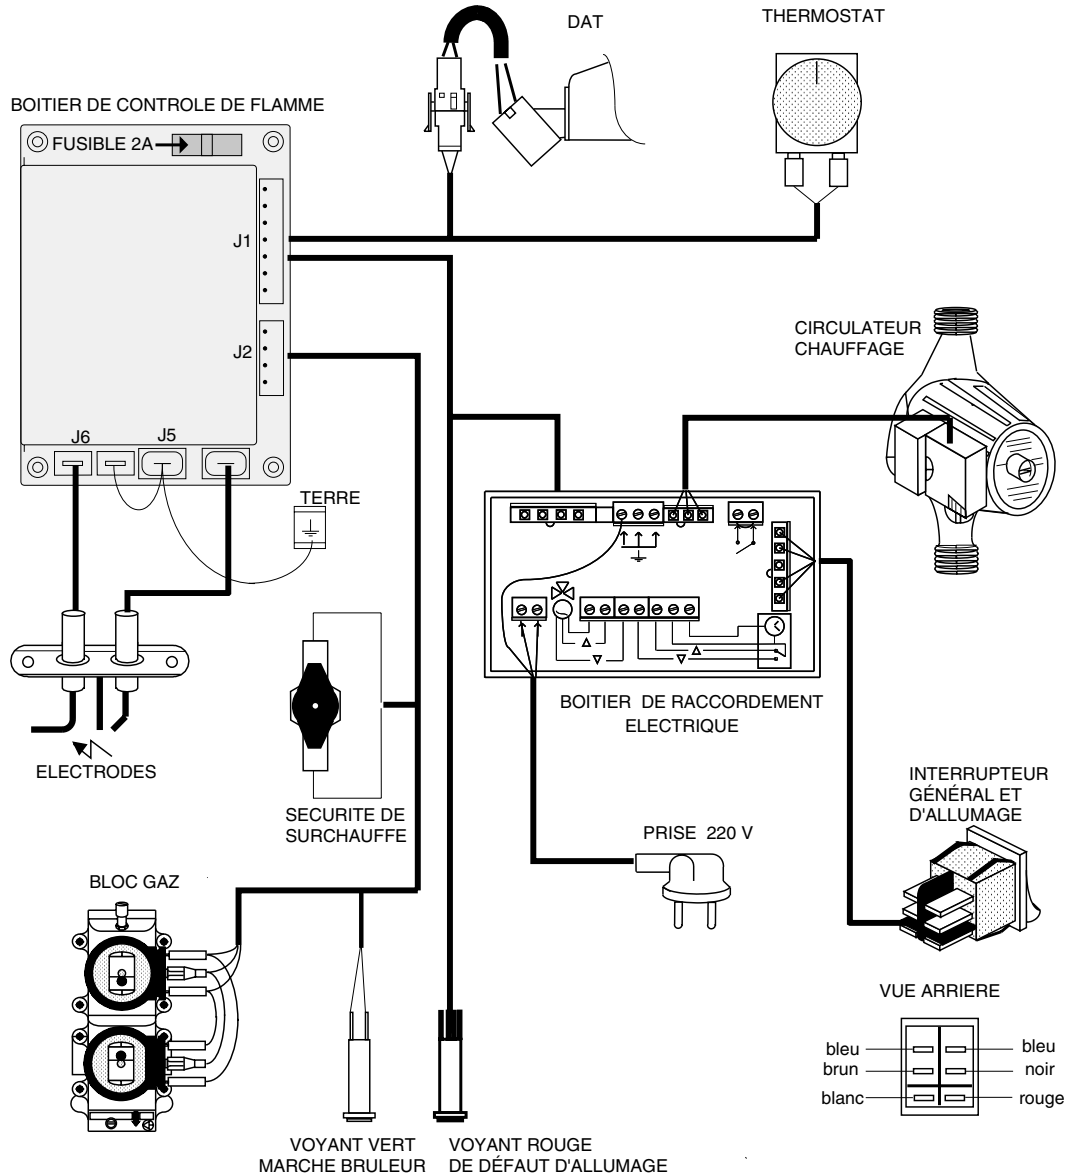 DAT
THERMOSTAT
BOITIER DE CONTROLE DE FLAMME
FUSIBLE 2A
J1
CIRCULATEUR
CHAUFFAGE
J2
J6
J5
TERRE
BOITIER DE RACCORDEMENT
ELECTRIQUE
ELECTRODES
INTERRUPTEUR
GÉNÉRAL ET
D'ALLUMAGE
SECURITE DE
SURCHAUFFE
PRISE 220 V
BLOC GAZ
VUE ARRIERE
bleu
bleu
brun
noir
blanc
rouge
VOYANT VERT
MARCHE BRULEUR
VOYANT ROUGE
DE DÉFAUT D'ALLUMAGE